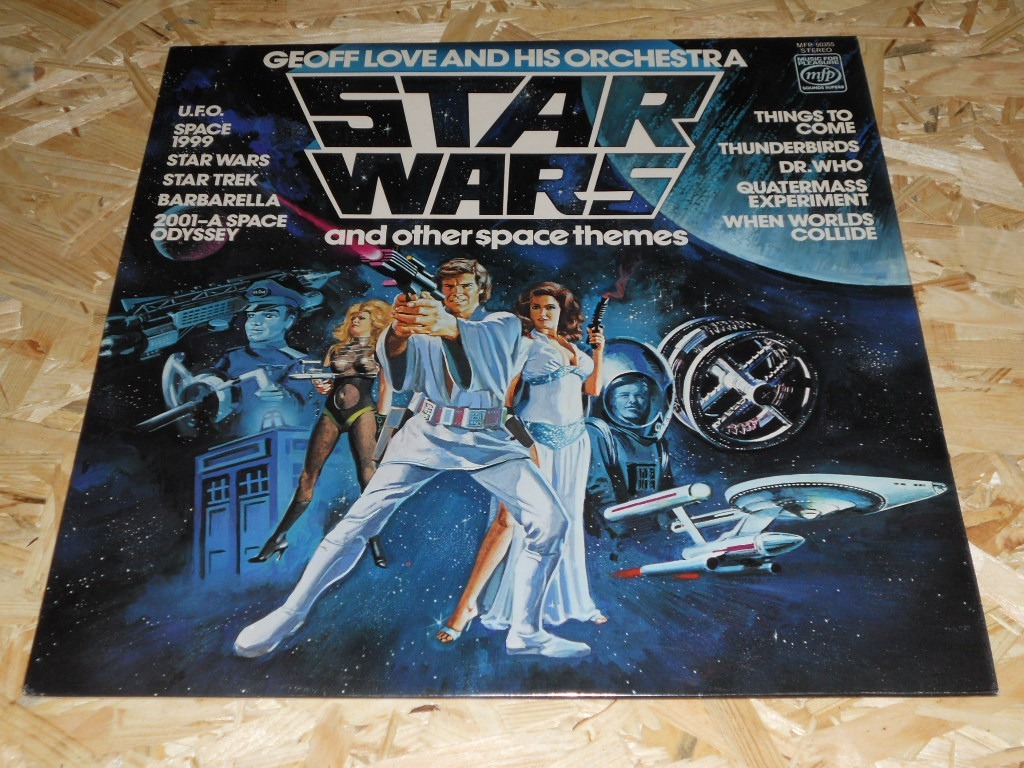 GEOFF LOVE AND HIS ORCHESTRA
MFP 50355
STEREO
MUSIC FOR
PLEASURE
mfp
SOUNDS SUPERB
STAR
WARS
and other space themes
U.F.O.
SPACE
1999
STAR WARS
STAR TREK
BARBARELLA
2001-A SPACE
ODYSSEY
THINGS TO
COME
THUNDERBIRDS
DR. WHO
QUATERMASS
EXPERIMENT
WHEN WORLDS
COLLIDE